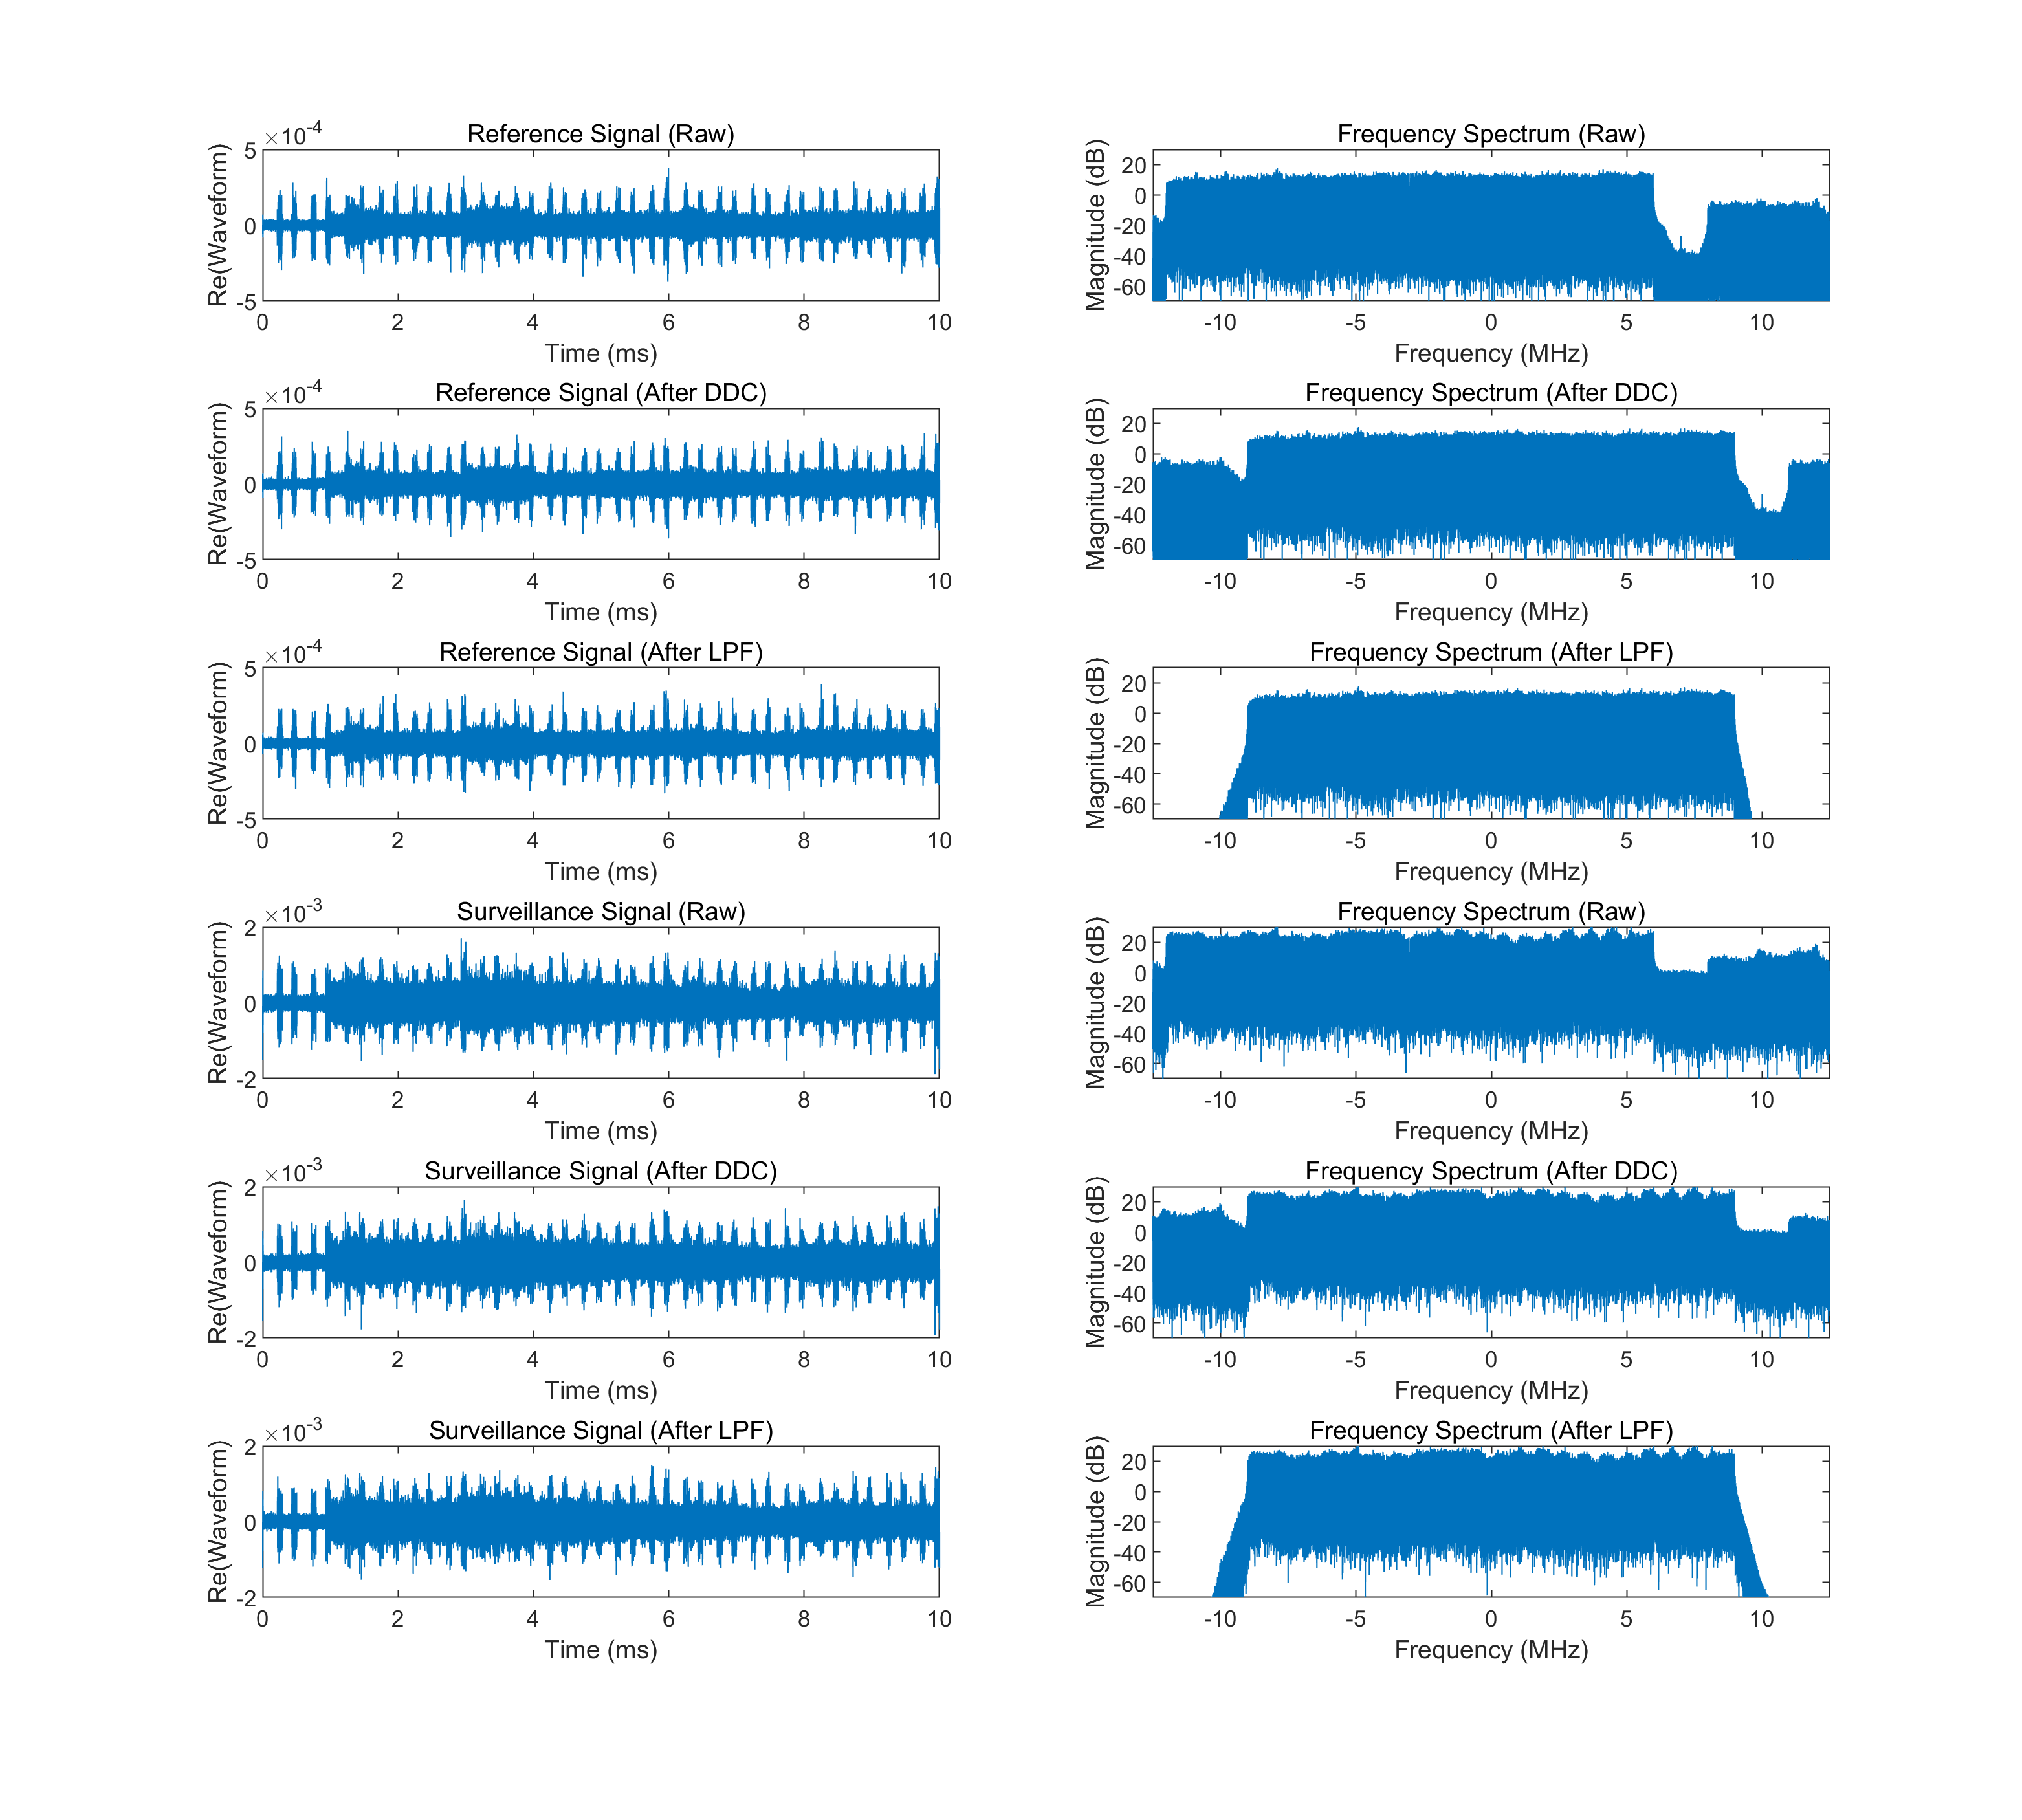 Reference Signal (Raw)
×10-4
Re(Waveform)
5
0
-5
0 2 4 6 8 10
Time (ms)
Frequency Spectrum (Raw)
Magnitude (dB)
20
0
-20
-40
-60
-10 -5 0 5 10
Frequency (MHz)
Reference Signal (After DDC)
×10-4
Re(Waveform)
5
0
-5
0 2 4 6 8 10
Time (ms)
Frequency Spectrum (After DDC)
Magnitude (dB)
20
0
-20
-40
-60
-10 -5 0 5 10
Frequency (MHz)
Reference Signal (After LPF)
×10-4
Re(Waveform)
5
0
-5
0 2 4 6 8 10
Time (ms)
Frequency Spectrum (After LPF)
Magnitude (dB)
20
0
-20
-40
-60
-10 -5 0 5 10
Frequency (MHz)
Surveillance Signal (Raw)
×10-3
Re(Waveform)
2
0
-2
0 2 4 6 8 10
Time (ms)
Frequency Spectrum (Raw)
Magnitude (dB)
20
0
-20
-40
-60
-10 -5 0 5 10
Frequency (MHz)
Surveillance Signal (After DDC)
×10-3
Re(Waveform)
2
0
-2
0 2 4 6 8 10
Time (ms)
Frequency Spectrum (After DDC)
Magnitude (dB)
20
0
-20
-40
-60
-10 -5 0 5 10
Frequency (MHz)
Surveillance Signal (After LPF)
×10-3
Re(Waveform)
2
0
-2
0 2 4 6 8 10
Time (ms)
Frequency Spectrum (After LPF)
Magnitude (dB)
20
0
-20
-40
-60
-10 -5 0 5 10
Frequency (MHz)